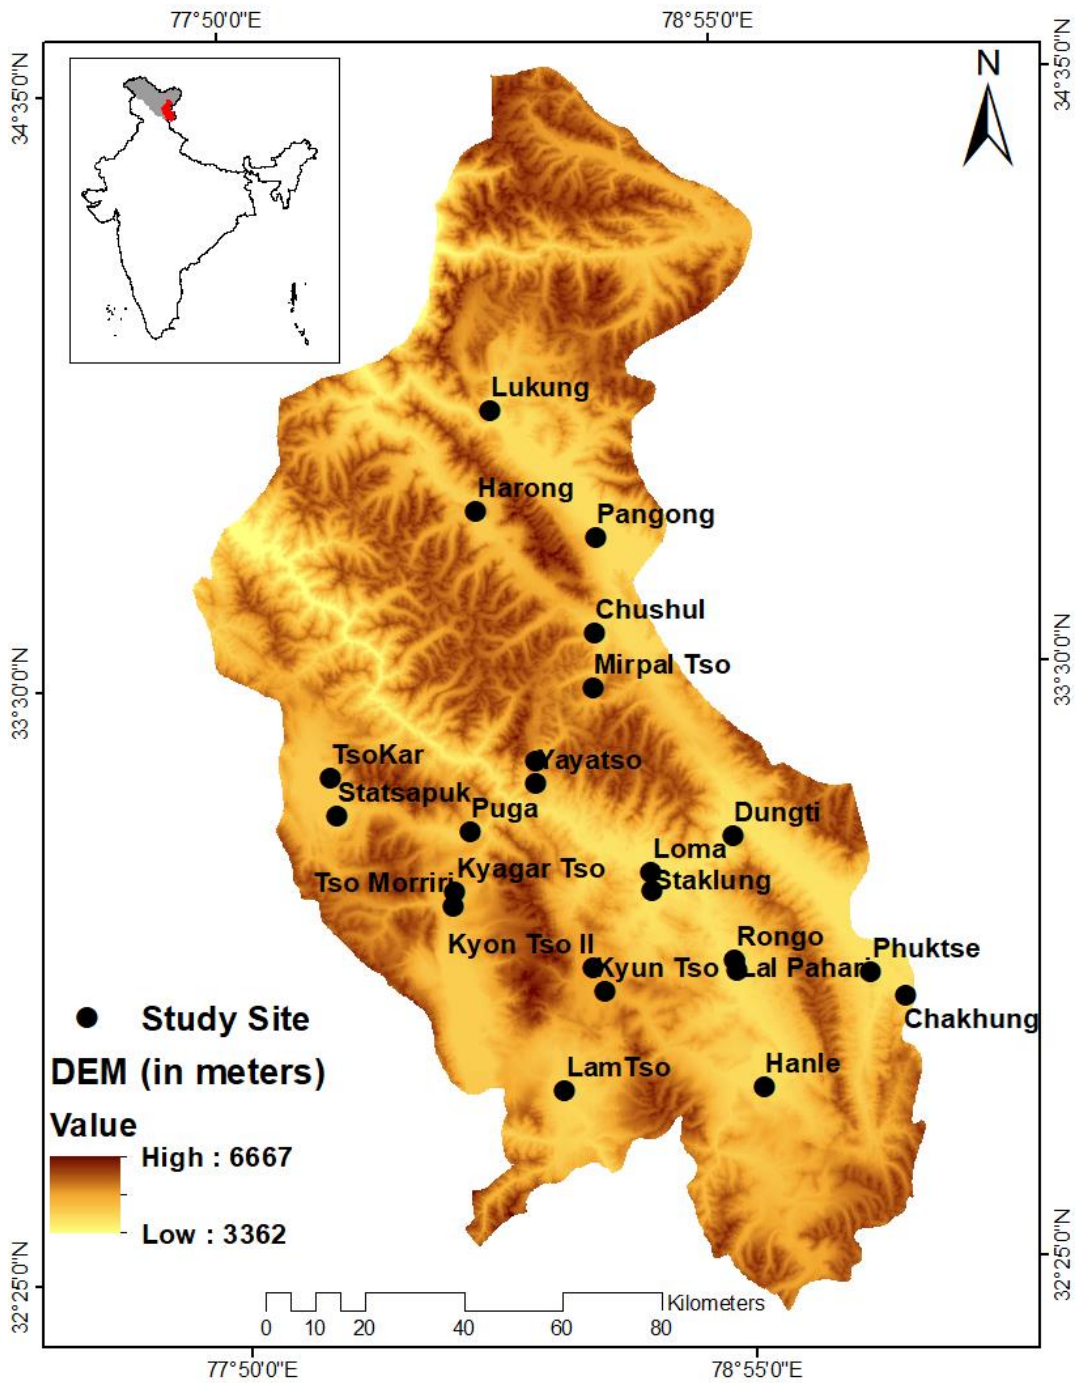 77°50'0"E
78°55'0"E
34°35'0"N
34°35'0"N
N
Lukung
Harong
Pangong
Chushul
Mirpal Tso
33°30'0"N
33°30'0"N
TsoKar
Yayatso
Statsapuk
Puga
Dungti
Loma
Kyagar Tso
Tso Morriri
Staklung
Kyon Tso II
Rongo
Phuktse
Kyun Tso
Lal Pahari
Chakhung
Study Site
DEM (in meters)
LamTso
Hanle
Value
High : 6667
Low : 3362
32°25'0"N
32°25'0"N
Kilometers
0 10 20 40 60 80
77°50'0"E
78°55'0"E